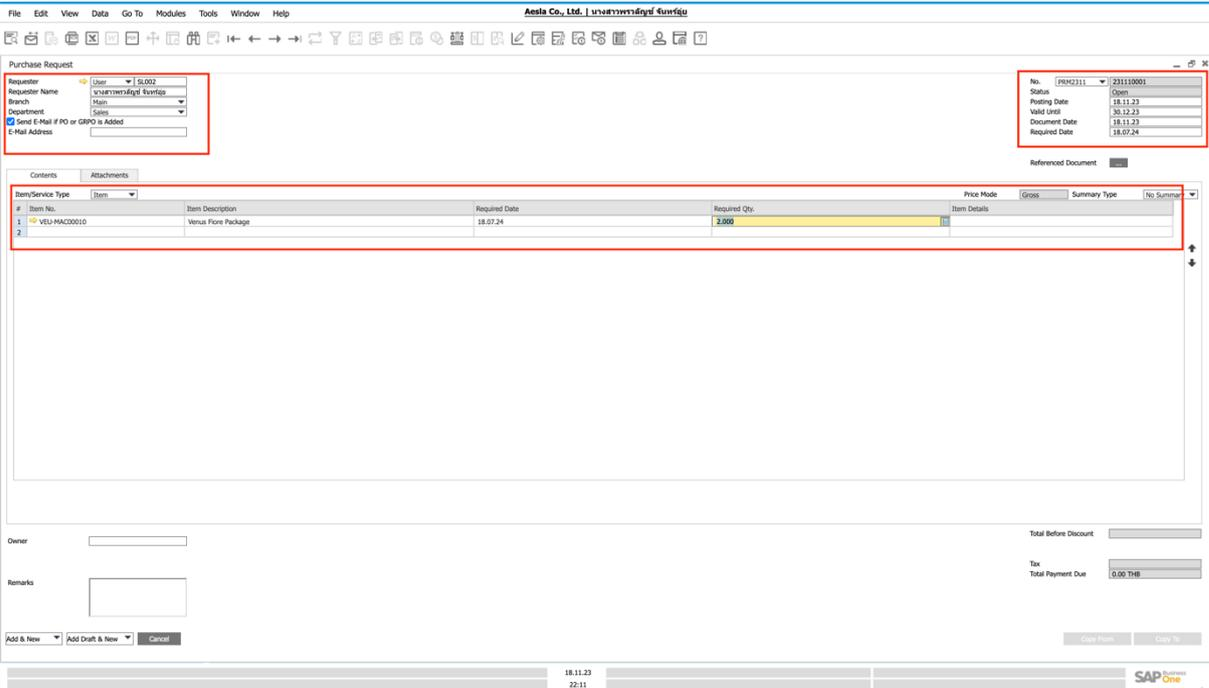 File Edit View Data Go To Modules Tools Window Help
Aesla Co., Ltd. | นางสาวพรวลัญช์ จันทร์อุ่ย
Purchase Request
Requester User SL002
Requester Name นางสาวพรวลัญช์ จันทร์อุ่ย
Branch Main
Department Sales
Send E-Mail if PO or GRPO is Added
E-Mail Address
No. PRM2311 231110001
Status Open
Posting Date 18.11.23
Valid Until 30.12.23
Document Date 18.11.23
Required Date 18.07.24
Referenced Document ...
Contents Attachments
Item/Service Type Item Price Mode Gross Summary Type No Summary
# Item No. Item Description Required Date Required Qty. Item Details
1 VEU-MAC00010 Venus Fiore Package 18.07.24 2.000
2
Owner
Remarks
Total Before Discount
Tax
Total Payment Due 0.00 THB
Add & New Add Draft & New Cancel
Copy From Copy To
18.11.23
22:11
SAP Business One